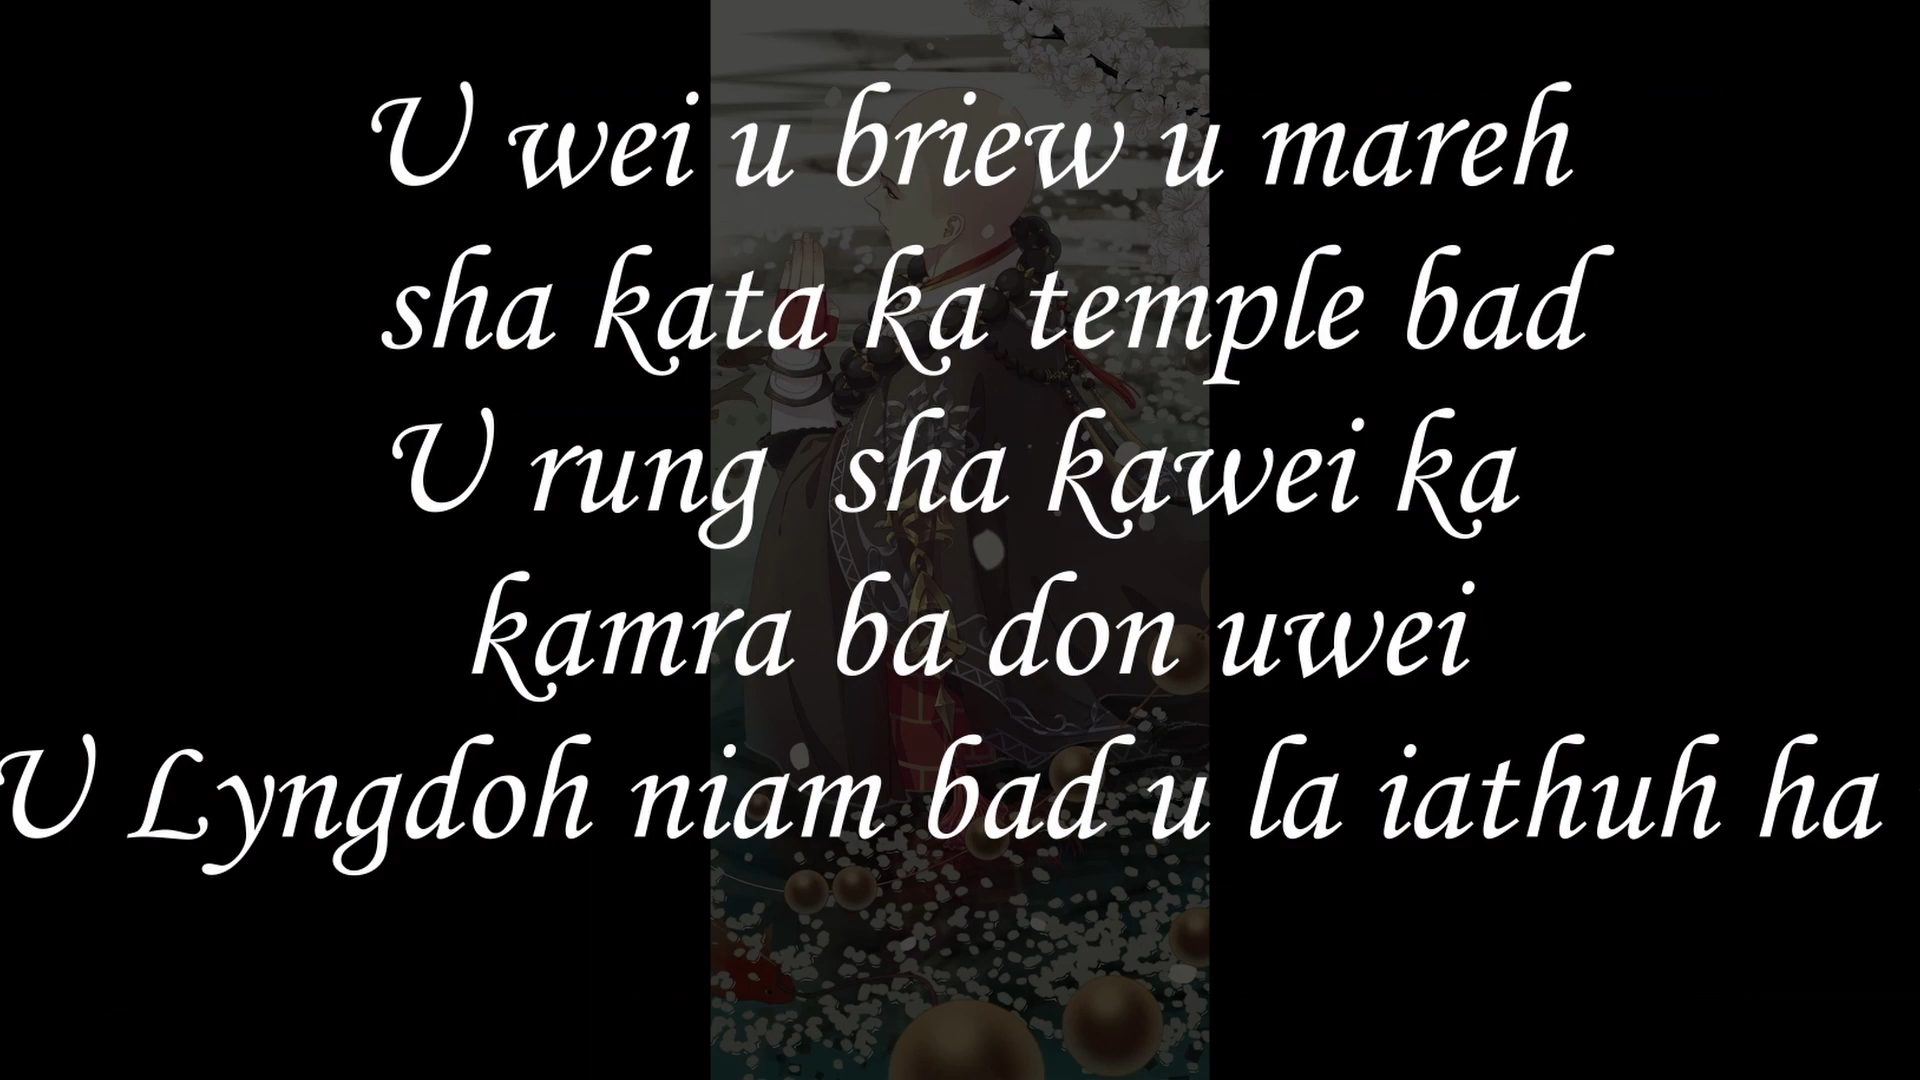 U wei u briew u mareh
sha kata ka temple bad
U rung sha kawei ka
kamra ba don uwei
U Lyngdoh niam bad u la iathuh ha